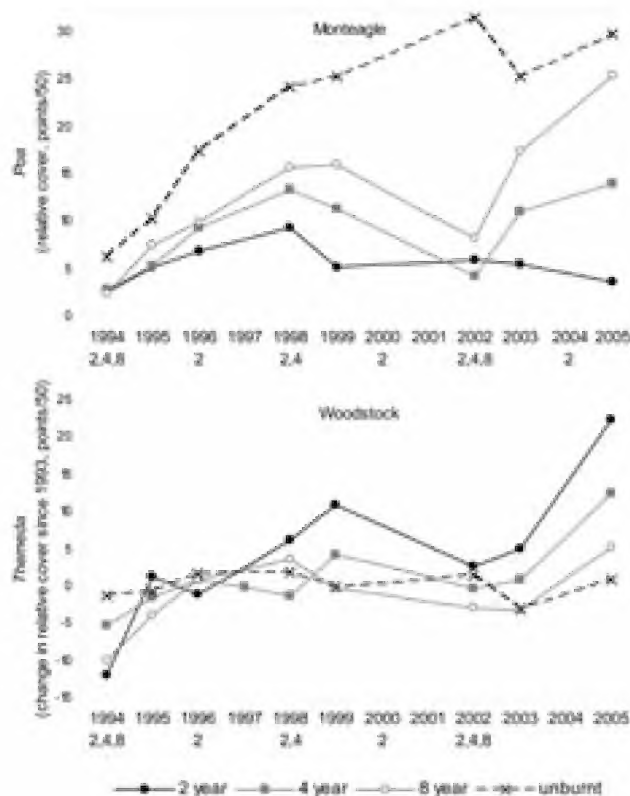 Monteagle
Poa
(relative cover, points/50)
30
25
20
15
10
5
0
1994 1995 1996 1997 1998 1999 2000 2001 2002 2003 2004 2005
2,4,8 2 2,4 2 2,4,8 2
Woodstock
Themeda
(change in relative cover since 1993, points/50)
25
20
15
10
5
0
-5
-10
-15
1994 1995 1996 1997 1998 1999 2000 2001 2002 2003 2004 2005
2,4,8 2 2,4 2 2,4,8
2 year 4 year 8 year unburnt